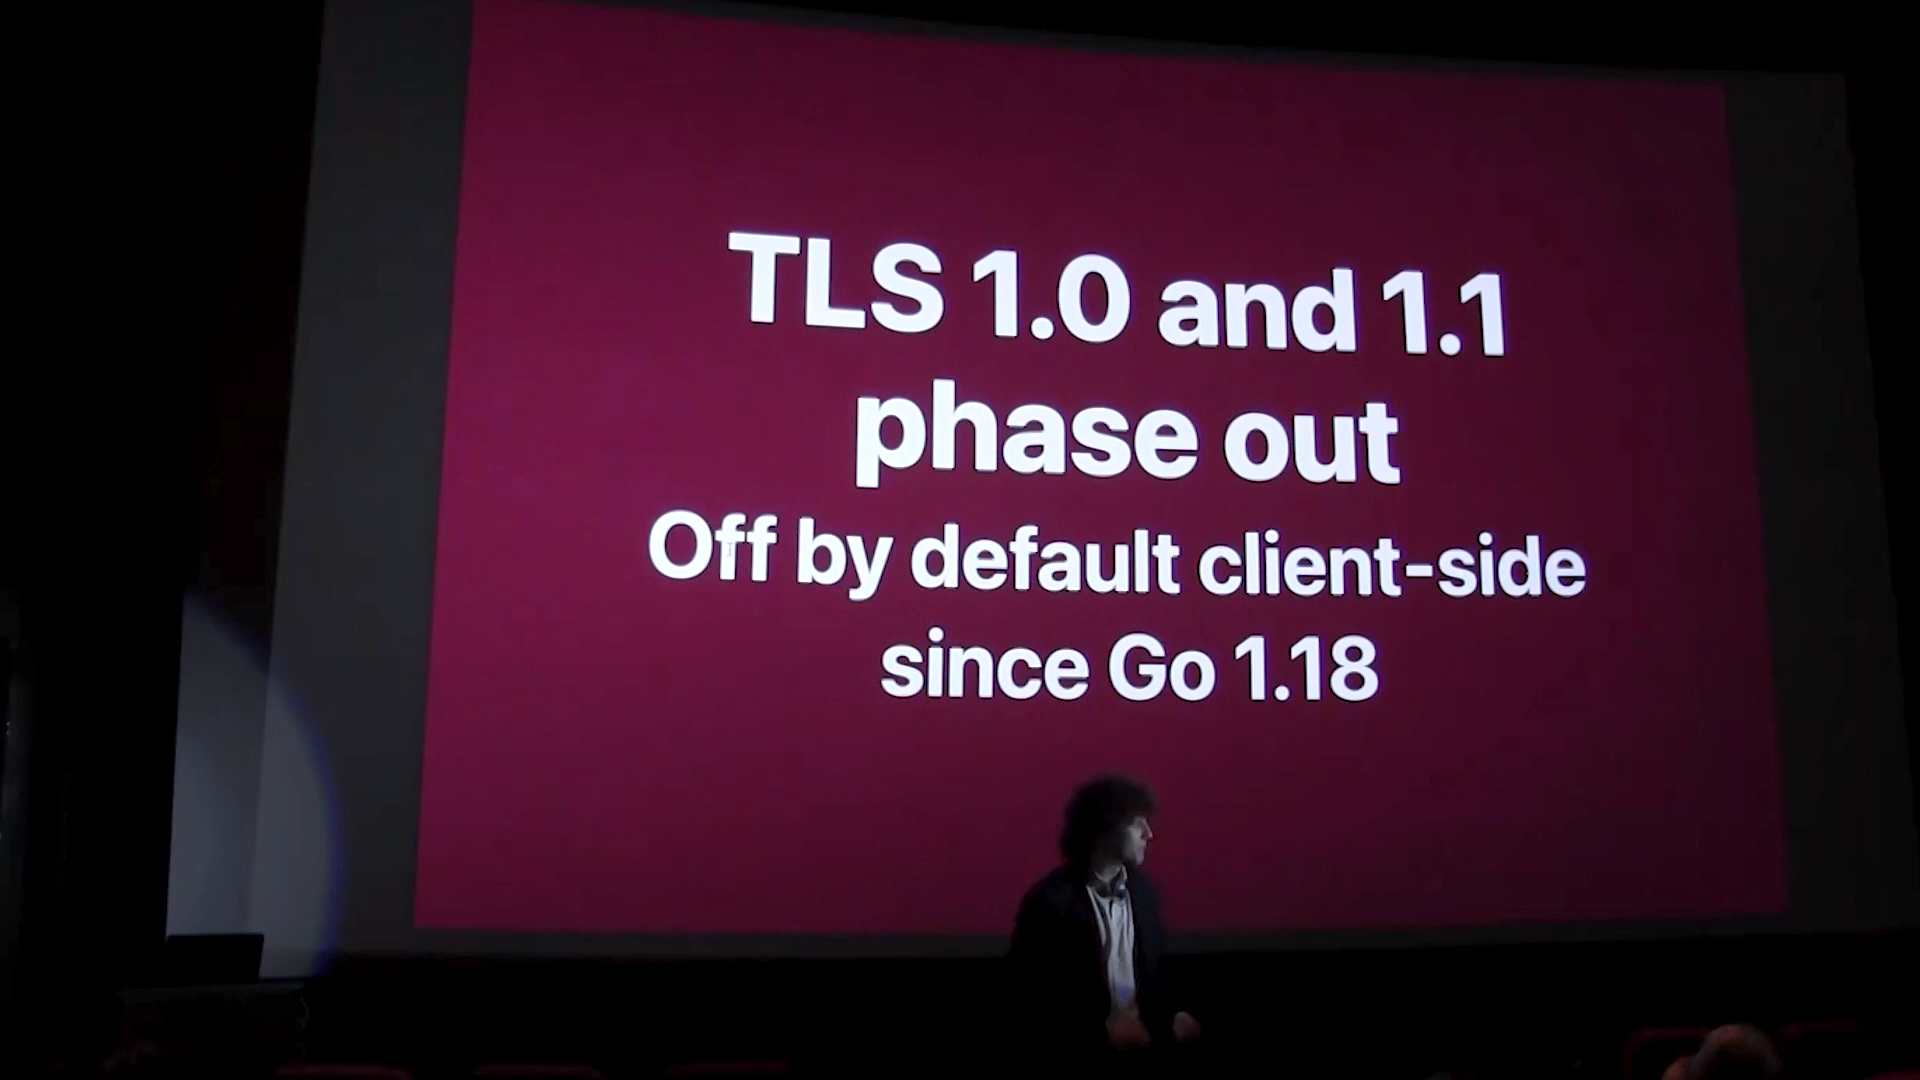 TLS 1.0 and 1.1
phase out
Off by default client-side
since Go 1.18